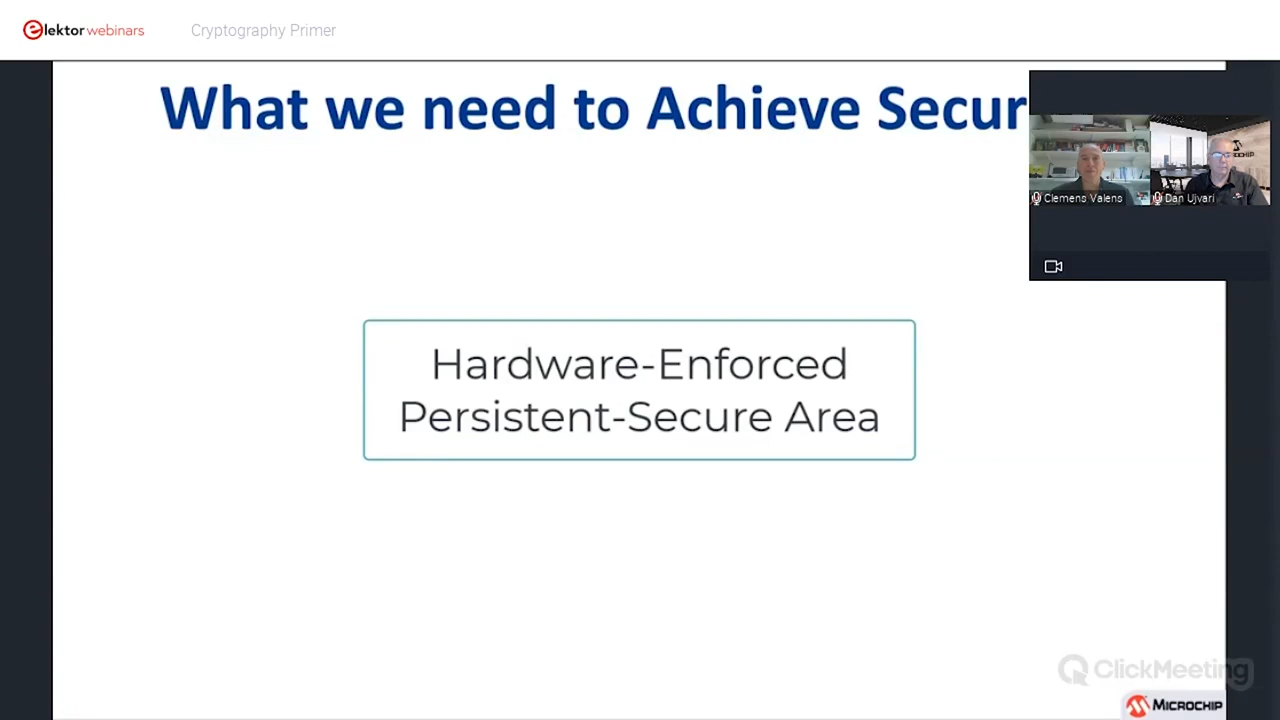 elektor webinars
Cryptography Primer
What we need to Achieve Secur
MICROCHIP
Clemens Valens
Dan Ujvari
Hardware-Enforced
Persistent-Secure Area
ClickMeeting
MICROCHIP